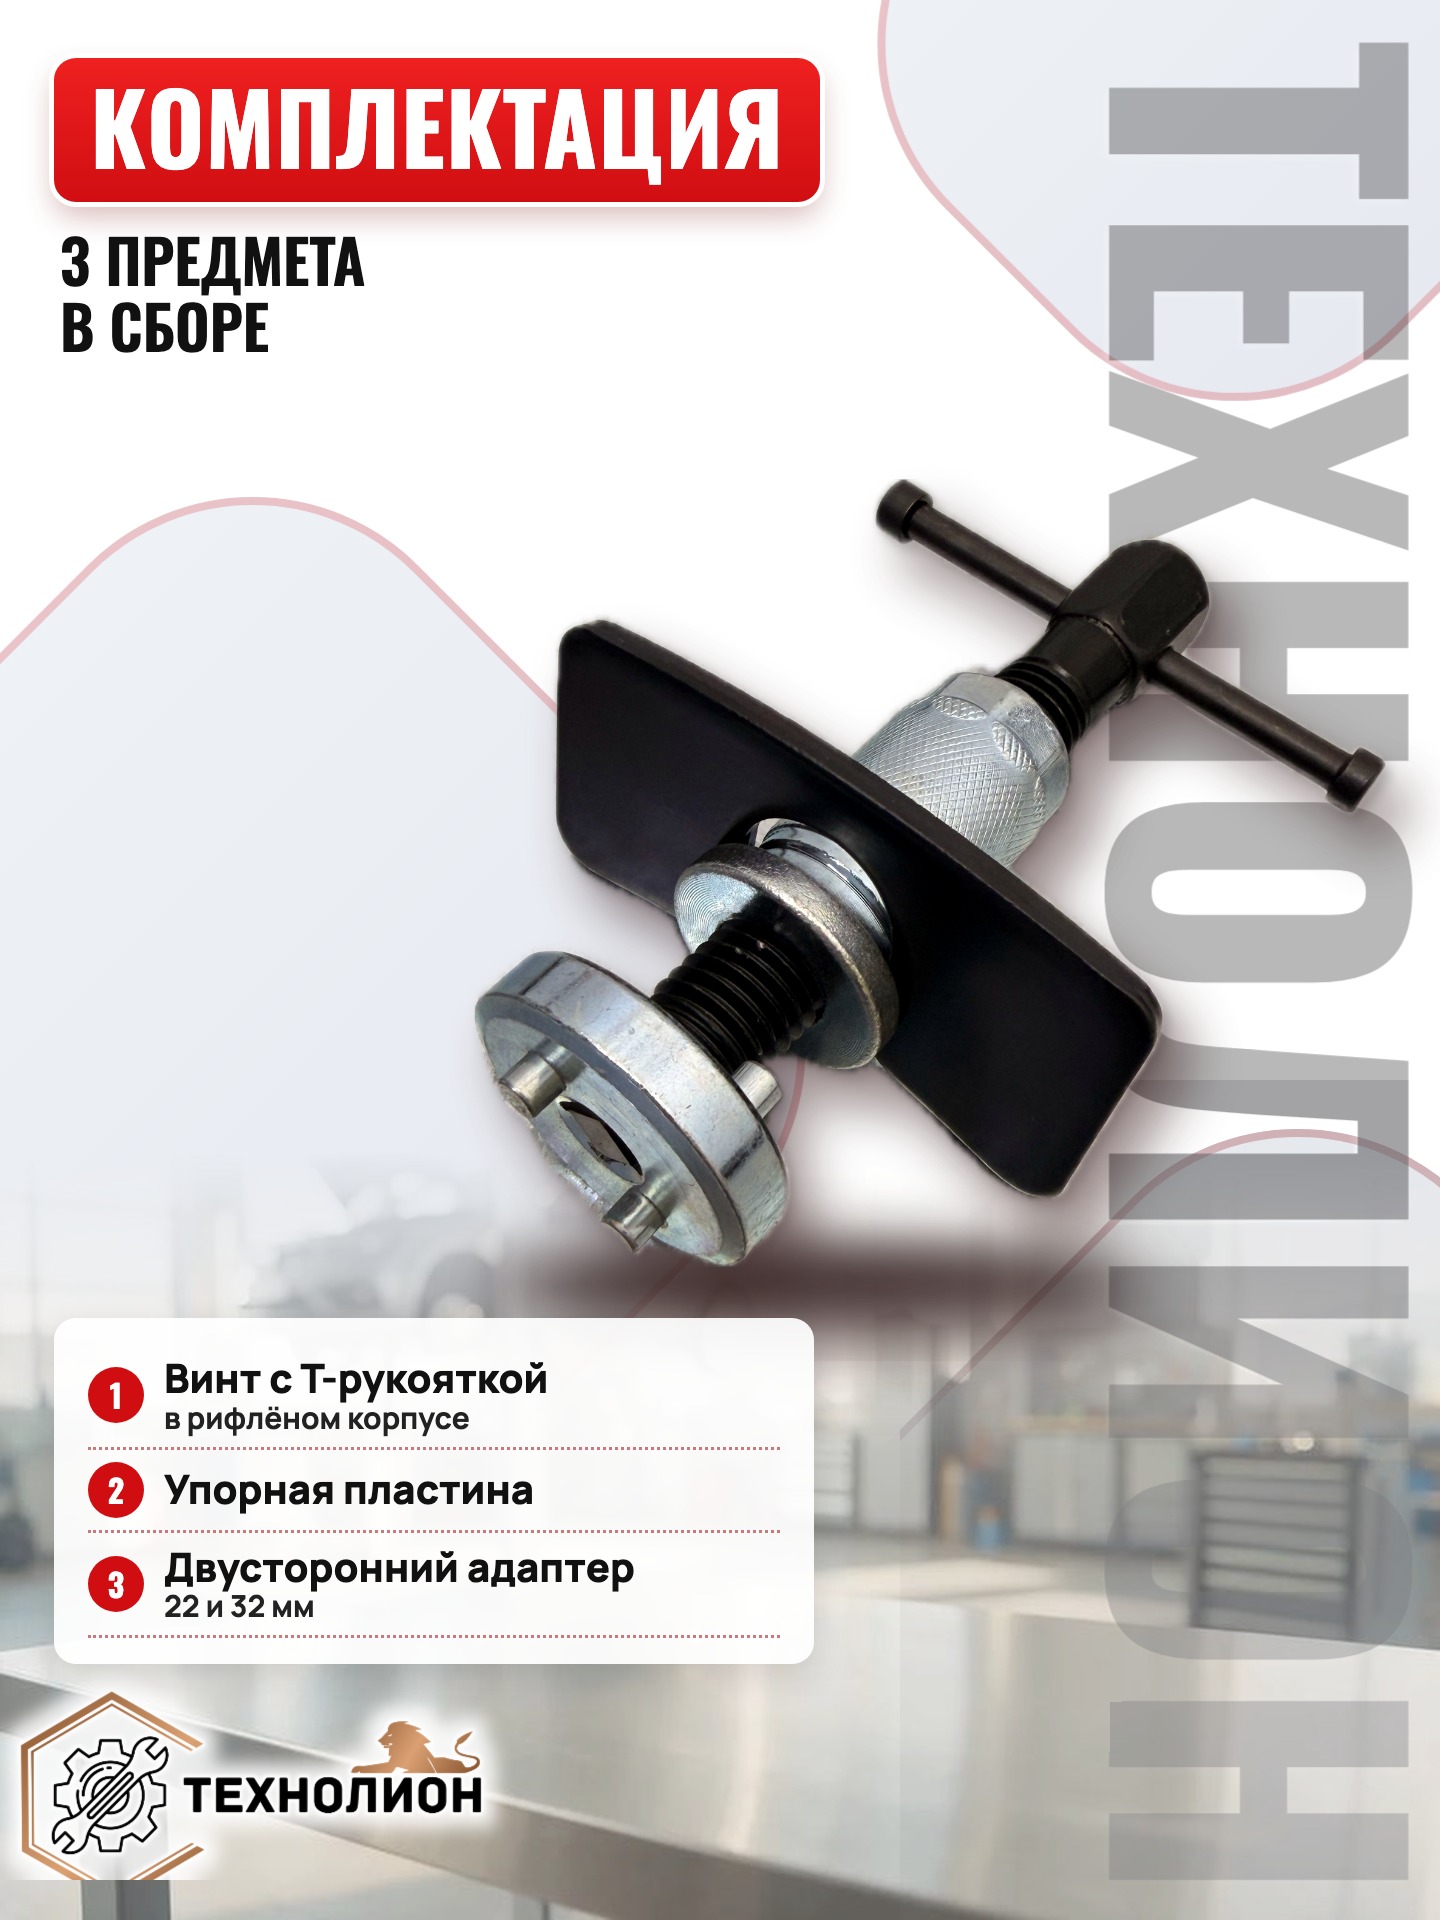 КОМПЛЕКТАЦИЯ
3 ПРЕДМЕТА
В СБОРЕ
ТЕХНОЛИОН
1
Винт с Т-рукояткой
в рифлёном корпусе
2
Упорная пластина
3
Двусторонний адаптер
22 и 32 мм
ТЕХНОЛИОН